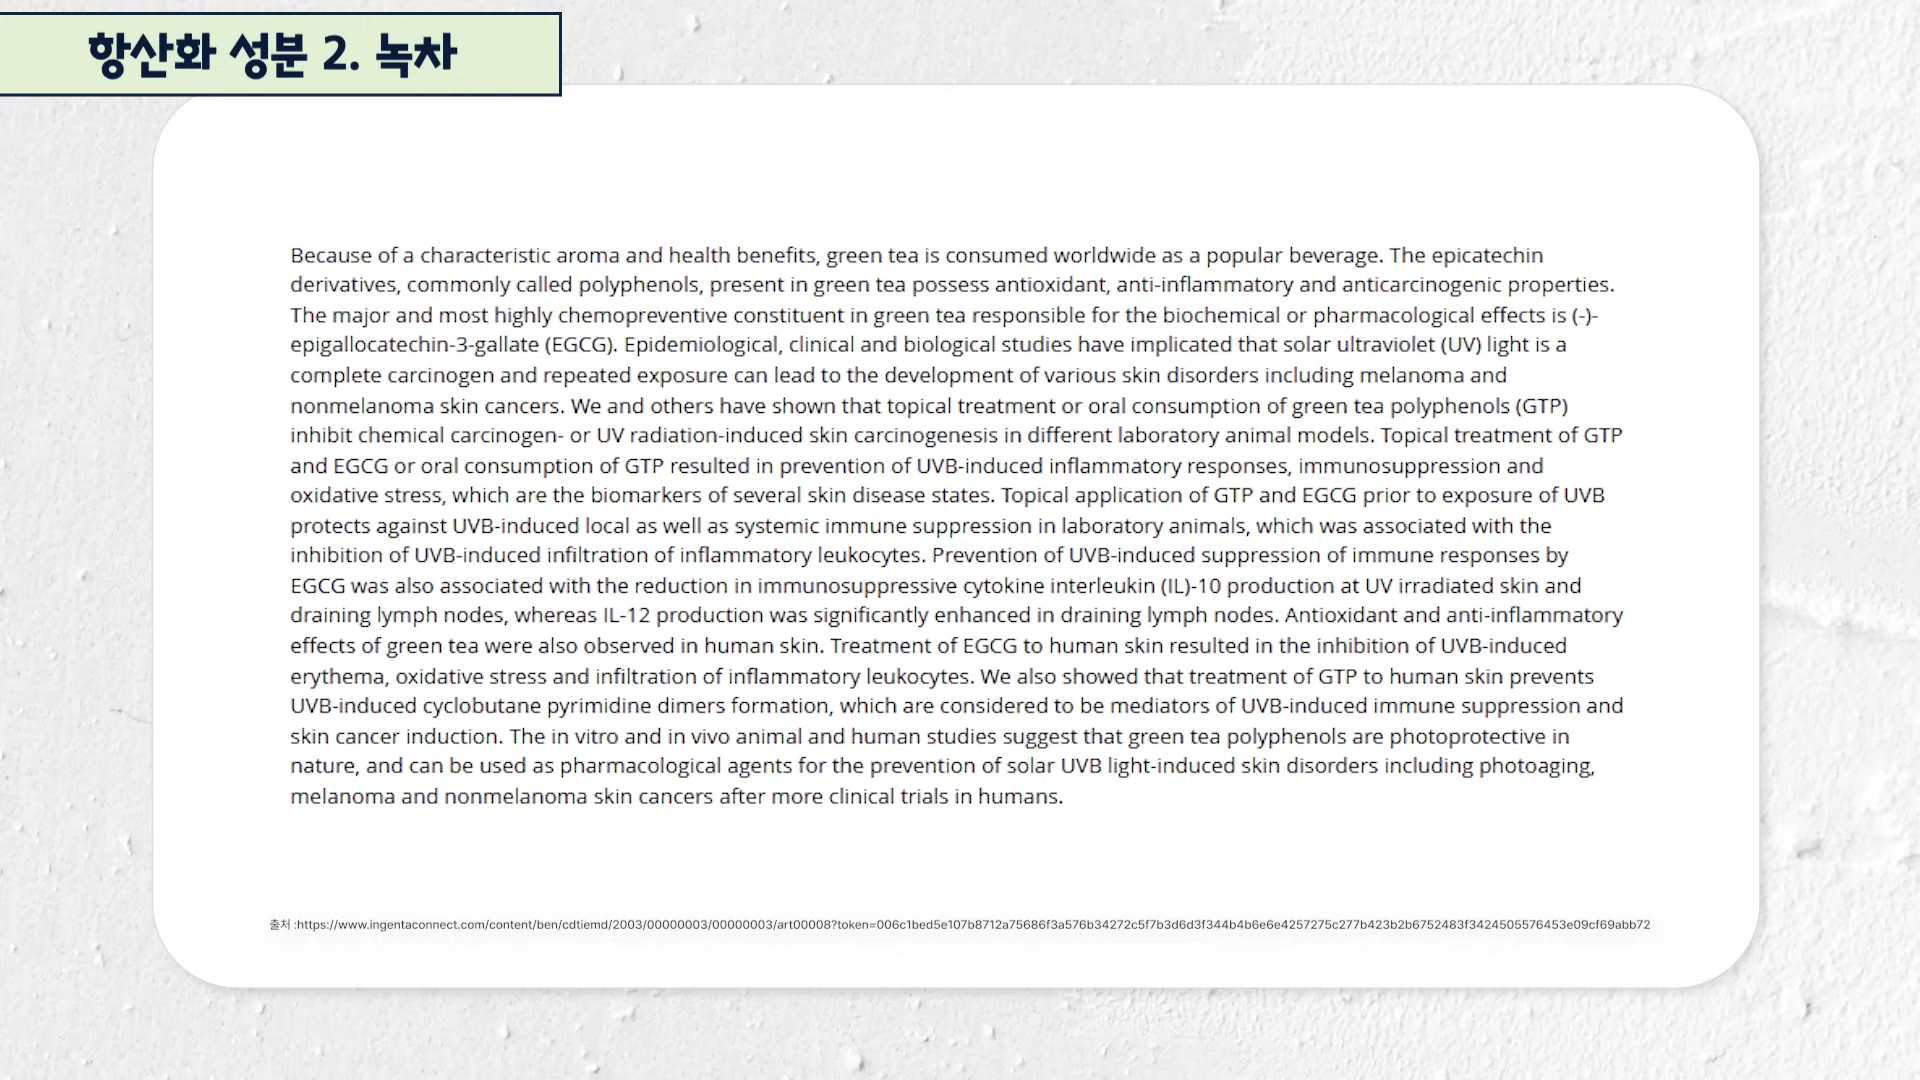 항산화 성분 2. 녹차
Because of a characteristic aroma and health benefits, green tea is consumed worldwide as a popular beverage. The epicatechin
derivatives, commonly called polyphenols, present in green tea possess antioxidant, anti-inflammatory and anticarcinogenic properties.
The major and most highly chemopreventive constituent in green tea responsible for the biochemical or pharmacological effects is (-)-
epigallocatechin-3-gallate (EGCG). Epidemiological, clinical and biological studies have implicated that solar ultraviolet (UV) light is a
complete carcinogen and repeated exposure can lead to the development of various skin disorders including melanoma and
nonmelanoma skin cancers. We and others have shown that topical treatment or oral consumption of green tea polyphenols (GTP)
inhibit chemical carcinogen- or UV radiation-induced skin carcinogenesis in different laboratory animal models. Topical treatment of GTP
and EGCG or oral consumption of GTP resulted in prevention of UVB-induced inflammatory responses, immunosuppression and
oxidative stress, which are the biomarkers of several skin disease states. Topical application of GTP and EGCG prior to exposure of UVB
protects against UVB-induced local as well as systemic immune suppression in laboratory animals, which was associated with the
inhibition of UVB-induced infiltration of inflammatory leukocytes. Prevention of UVB-induced suppression of immune responses by
EGCG was also associated with the reduction in immunosuppressive cytokine interleukin (IL)-10 production at UV irradiated skin and
draining lymph nodes, whereas IL-12 production was significantly enhanced in draining lymph nodes. Antioxidant and anti-inflammatory
effects of green tea were also observed in human skin. Treatment of EGCG to human skin resulted in the inhibition of UVB-induced
erythema, oxidative stress and infiltration of inflammatory leukocytes. We also showed that treatment of GTP to human skin prevents
UVB-induced cyclobutane pyrimidine dimers formation, which are considered to be mediators of UVB-induced immune suppression and
skin cancer induction. The in vitro and in vivo animal and human studies suggest that green tea polyphenols are photoprotective in
nature, and can be used as pharmacological agents for the prevention of solar UVB light-induced skin disorders including photoaging,
melanoma and nonmelanoma skin cancers after more clinical trials in humans.
출처 :https://www.ingentaconnect.com/content/ben/cdtiemd/2003/00000003/00000003/art00008?token=006c1bed5e107b8712a75686f3a576b34272c5f7b3d6d3f344b4b6e6e4257275c277b423b2b6752483f3424505576453e09cf69abb72